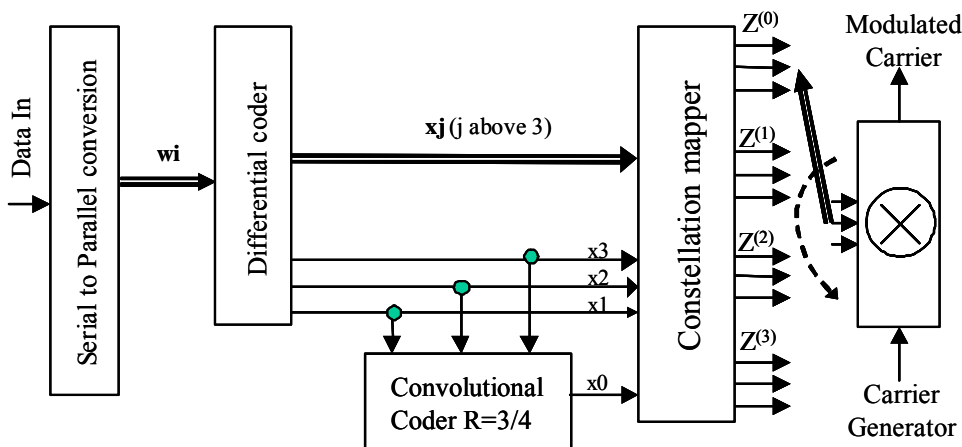 Data In
Serial to Parallel conversion
wi
Differential coder
xj (j above 3)
x3
x2
x1
Convolutional
Coder R=3/4
x0
Constellation mapper
Z(0)
Z(1)
Z(2)
Z(3)
Modulated
Carrier
Carrier
Generator